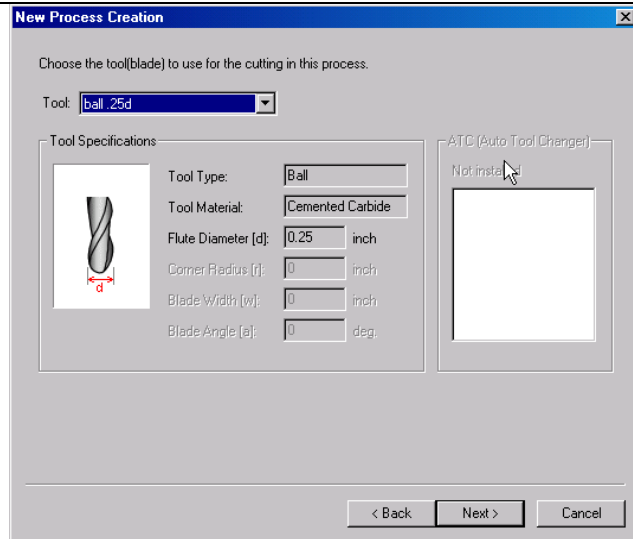 New Process Creation
Choose the tool(blade) to use for the cutting in this process.
Tool: ball .25d
Tool Specifications
Tool Type: Ball
Tool Material: Cemented Carbide
Flute Diameter [d]: 0.25 inch
Corner Radius [r]: 0 inch
Blade Width [w]: 0 inch
Blade Angle [a]: 0 deg.
d
ATC (Auto Tool Changer)
Not installed
< Back Next > Cancel